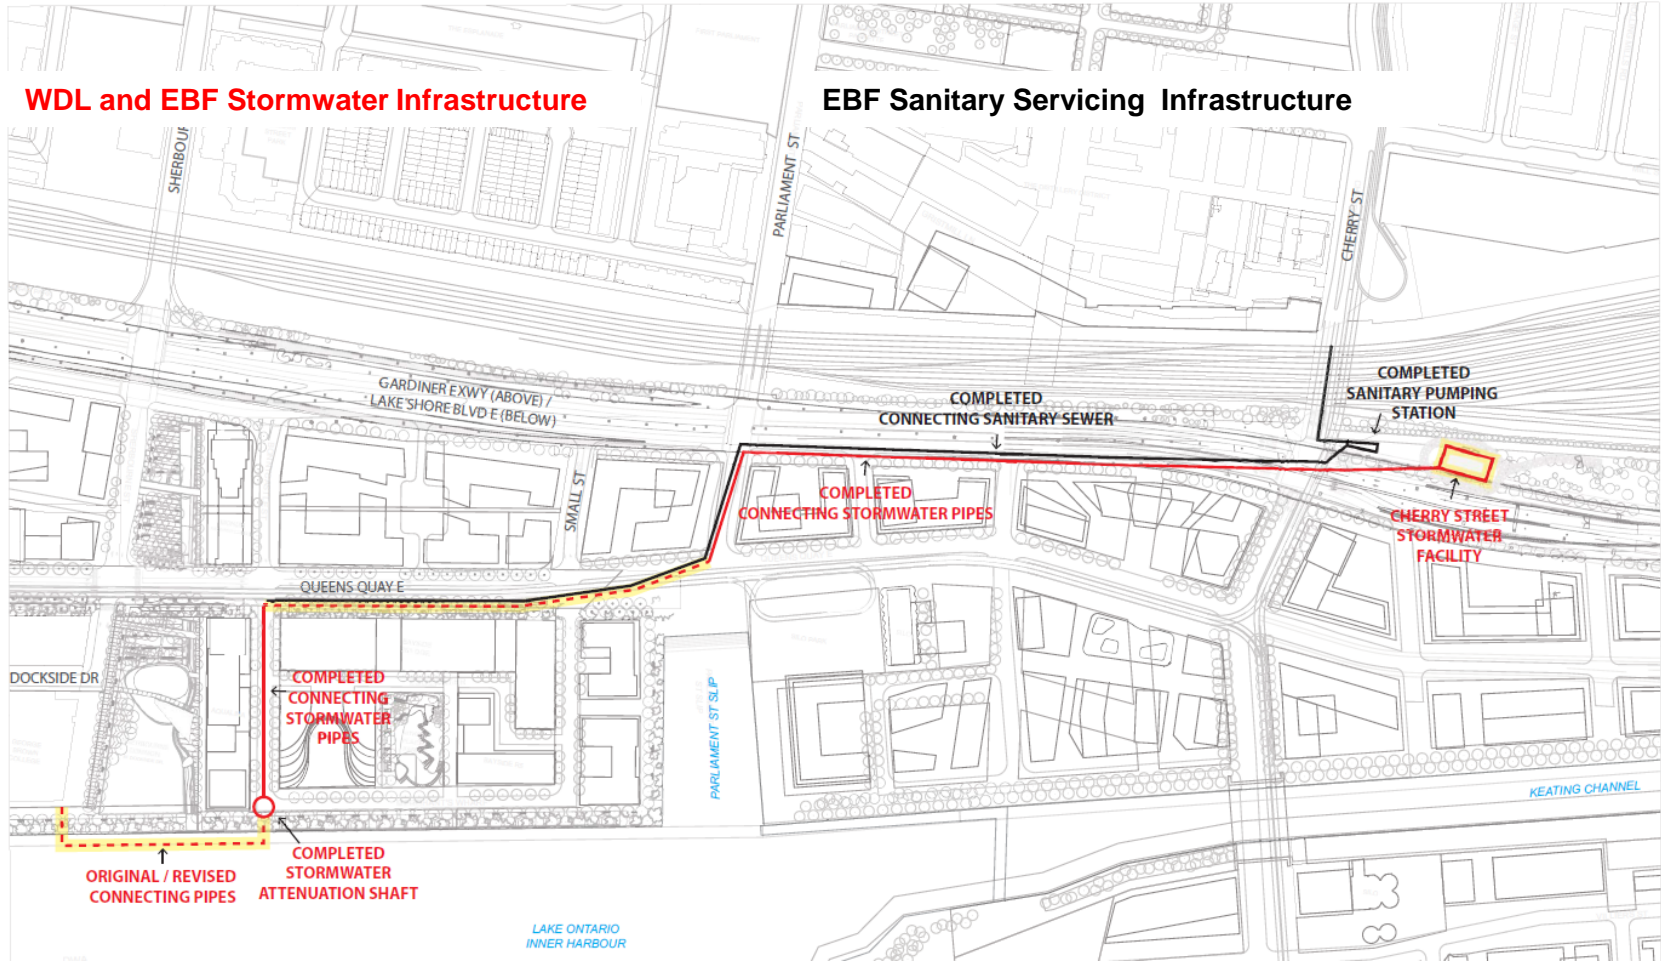 WDL and EBF Stormwater Infrastructure
EBF Sanitary Servicing  Infrastructure
PARLIAMENT ST
CHERRY ST
GARDINER EXWY (ABOVE) /
LAKE SHORE BLVD E (BELOW)
COMPLETED
CONNECTING SANITARY SEWER
COMPLETED
SANITARY PUMPING
STATION
SMALL ST
COMPLETED
CONNECTING STORMWATER PIPES
CHERRY STREET
STORMWATER
FACILITY
QUEENS QUAY E
DOCKSIDE DR
COMPLETED
CONNECTING
STORMWATER
PIPES
PARLIAMENT ST SLIP
KEATING CHANNEL
ORIGINAL / REVISED
CONNECTING PIPES
COMPLETED
STORMWATER
ATTENUATION SHAFT
LAKE ONTARIO
INNER HARBOUR